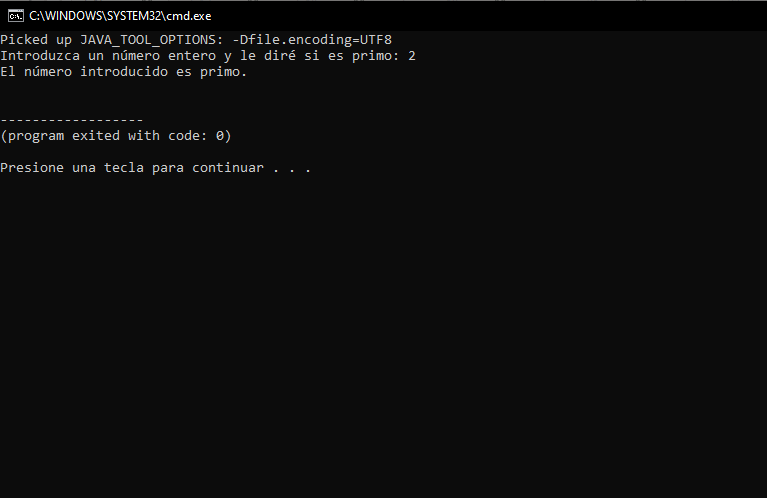 C:\WINDOWS\SYSTEM32\cmd.exe
Picked up JAVA_TOOL_OPTIONS: -Dfile.encoding=UTF8
Introduzca un número entero y le diré si es primo: 2
El número introducido es primo.
------------------
(program exited with code: 0)
Presione una tecla para continuar . . .